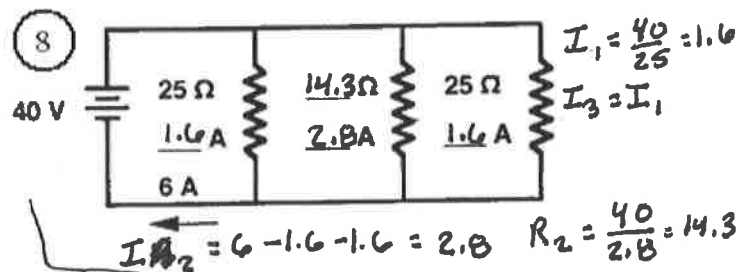 8
I₁ = 40/25 = 1.6
I₃ = I₁
40 V
25 Ω
1.6 A
14.3Ω
2.8A
25 Ω
1.6 A
6 A
I₂ = 6 - 1.6 - 1.6 = 2.8
R₂ = 40/2.8 = 14.3